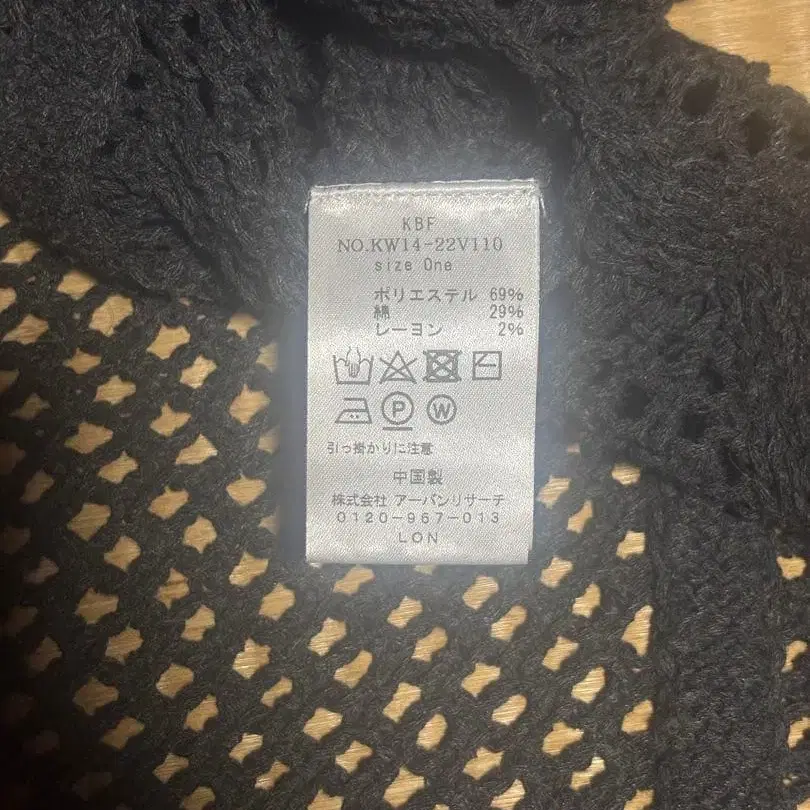 KBF
NO.KW14-22V110
size One
ポリエステル 69%
綿 29%
レーヨン 2%
P W
引っ掛かりに注意
中国製
株式会社 アーバンリサーチ
0120-967-013
LON